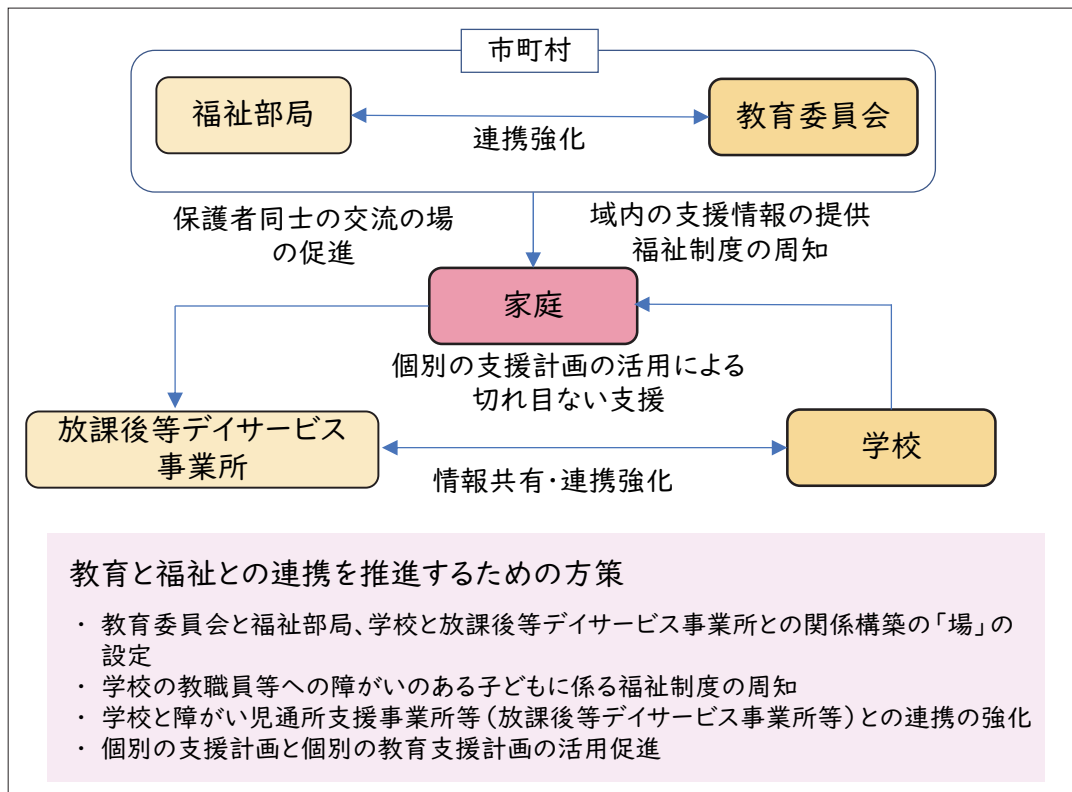 市町村
福祉部局
教育委員会
連携強化
保護者同士の交流の場
の促進
域内の支援情報の提供
福祉制度の周知
家庭
個別の支援計画の活用による
切れ目ない支援
放課後等デイサービス
事業所
学校
情報共有・連携強化
教育と福祉との連携を推進するための方策
・ 教育委員会と福祉部局、学校と放課後等デイサービス事業所との関係構築の「場」の
設定
・ 学校の教職員等への障がいのある子どもに係る福祉制度の周知
・ 学校と障がい児通所支援事業所等（放課後等デイサービス事業所等）との連携の強化
・ 個別の支援計画と個別の教育支援計画の活用促進